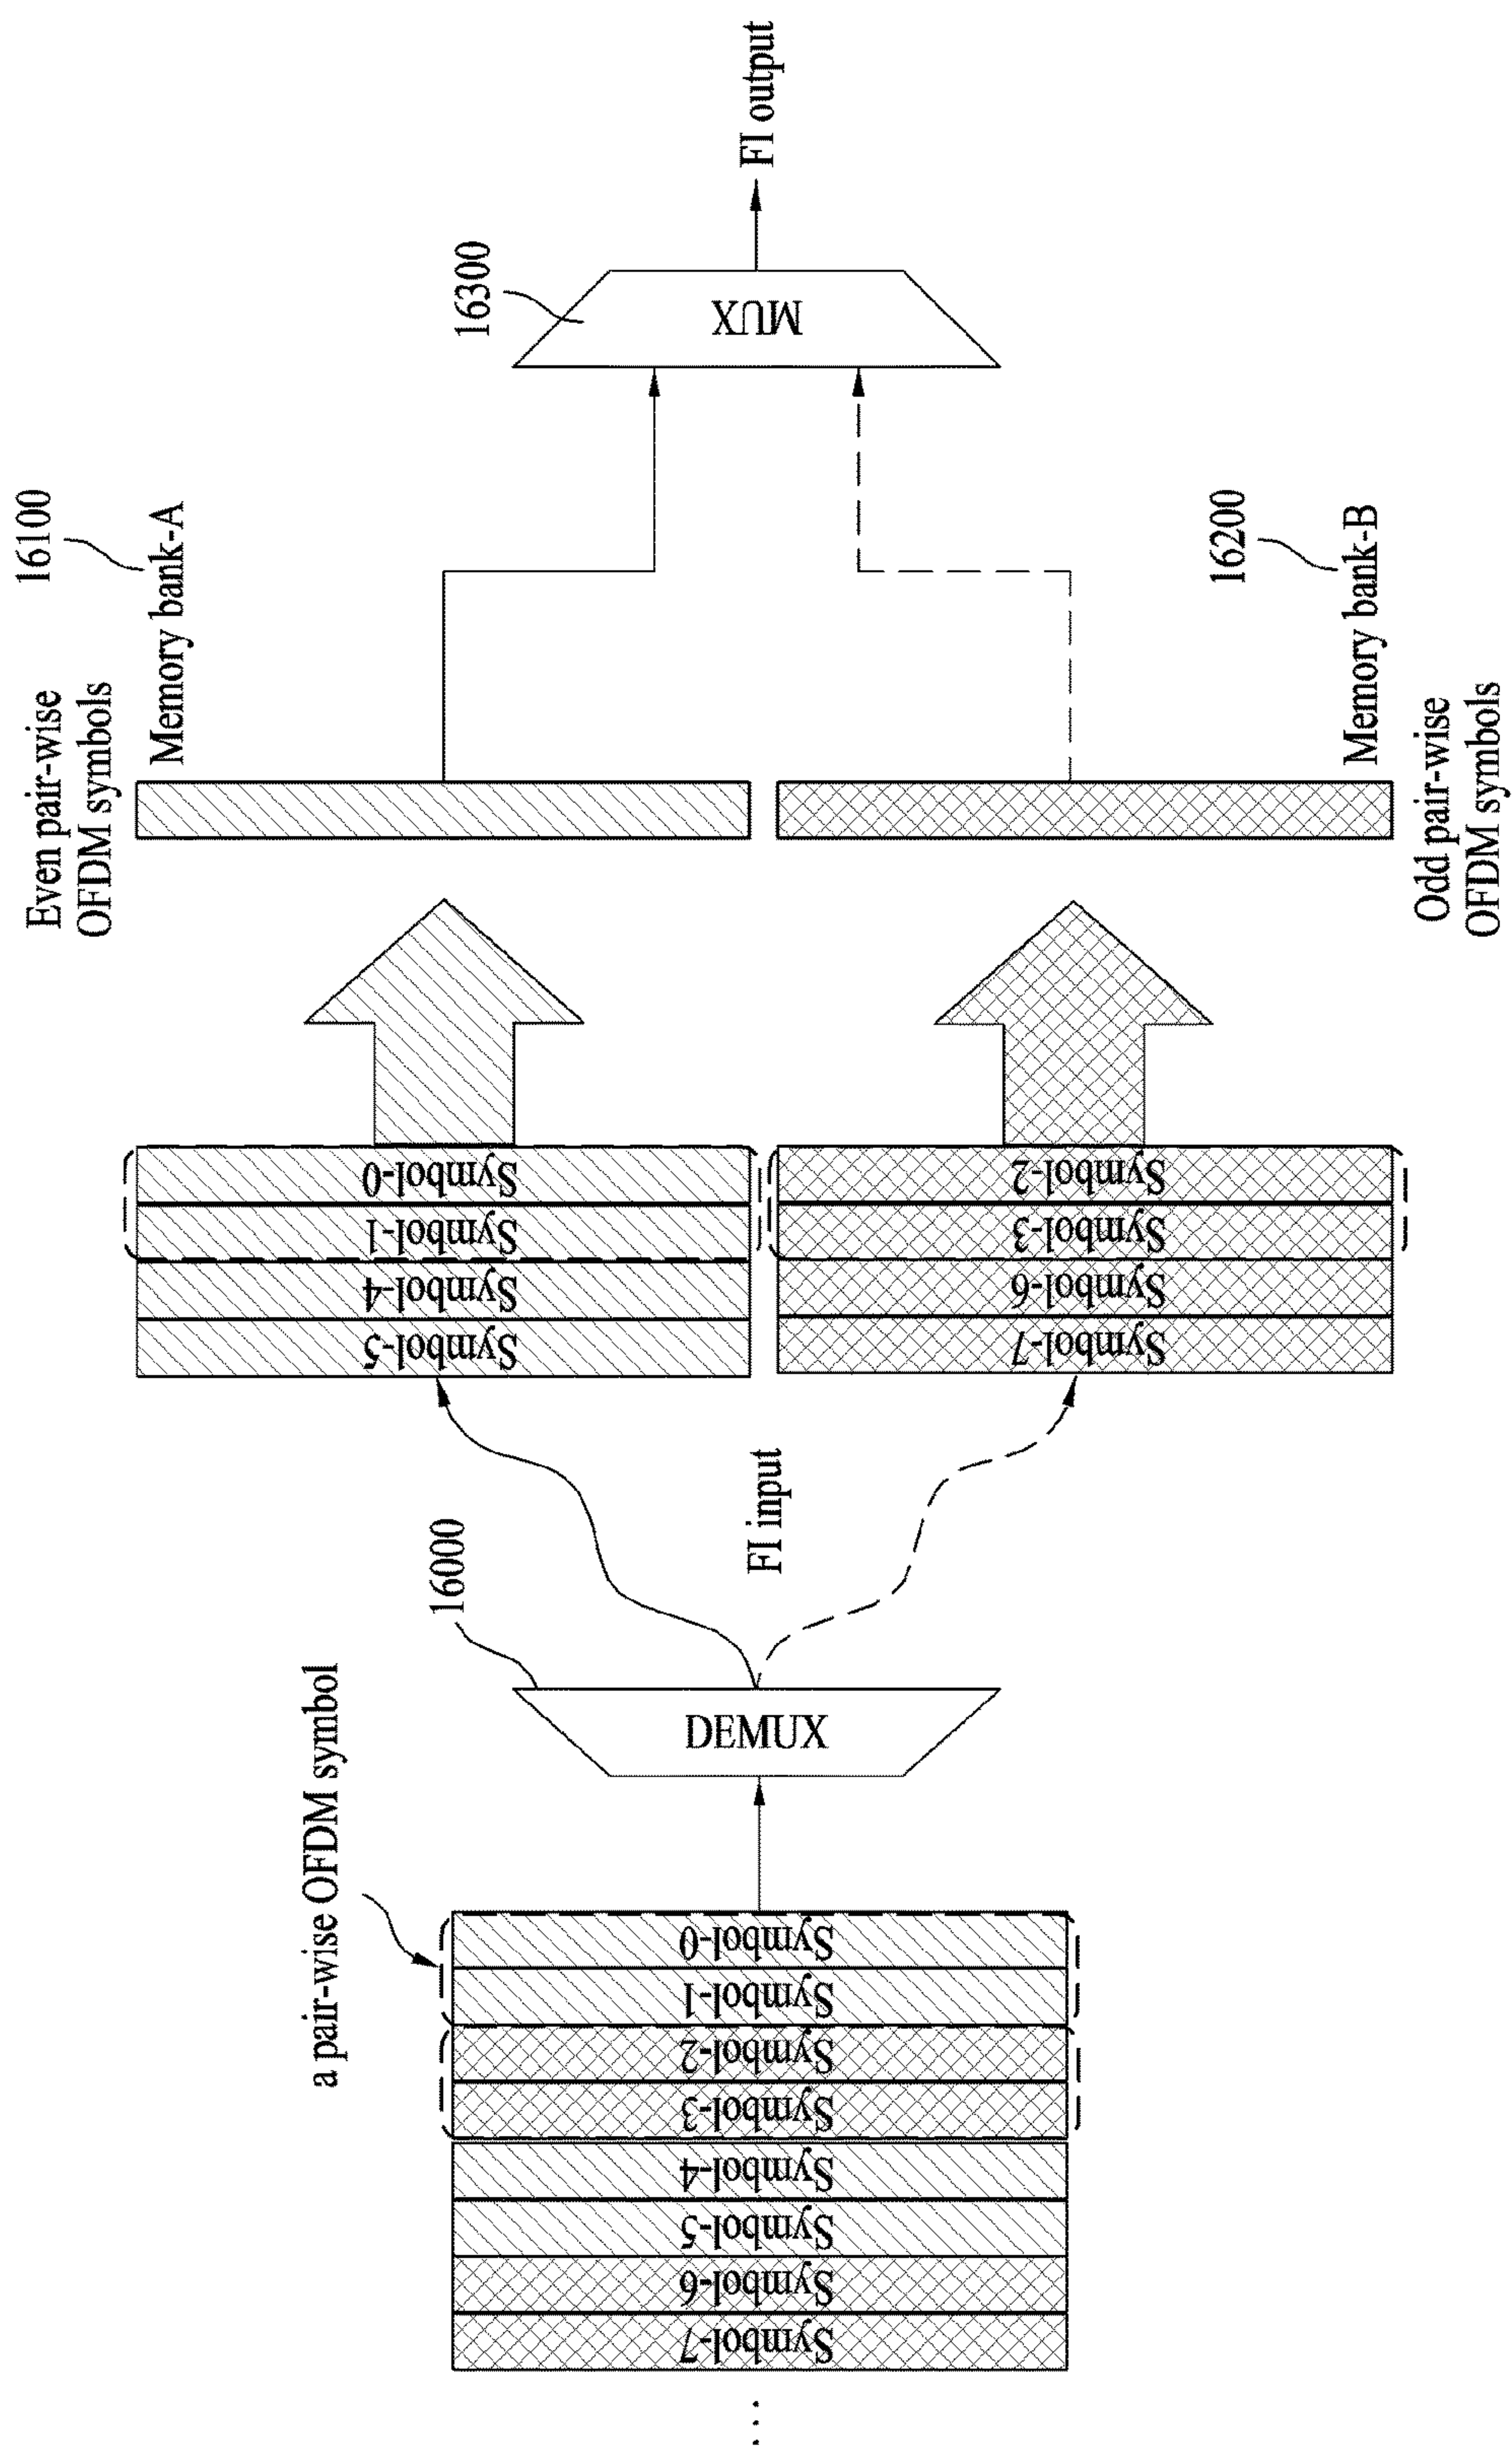 FI output
16300
MUX
16100
Memory bank-A
Even pair-wise
OFDM symbols
16200
Memory bank-B
Odd pair-wise
OFDM symbols
Symbol-0
Symbol-1
Symbol-4
Symbol-5
Symbol-2
Symbol-3
Symbol-6
Symbol-7
FI input
16000
DEMUX
a pair-wise OFDM symbol
Symbol-0
Symbol-1
Symbol-2
Symbol-3
Symbol-4
Symbol-5
Symbol-6
Symbol-7
...